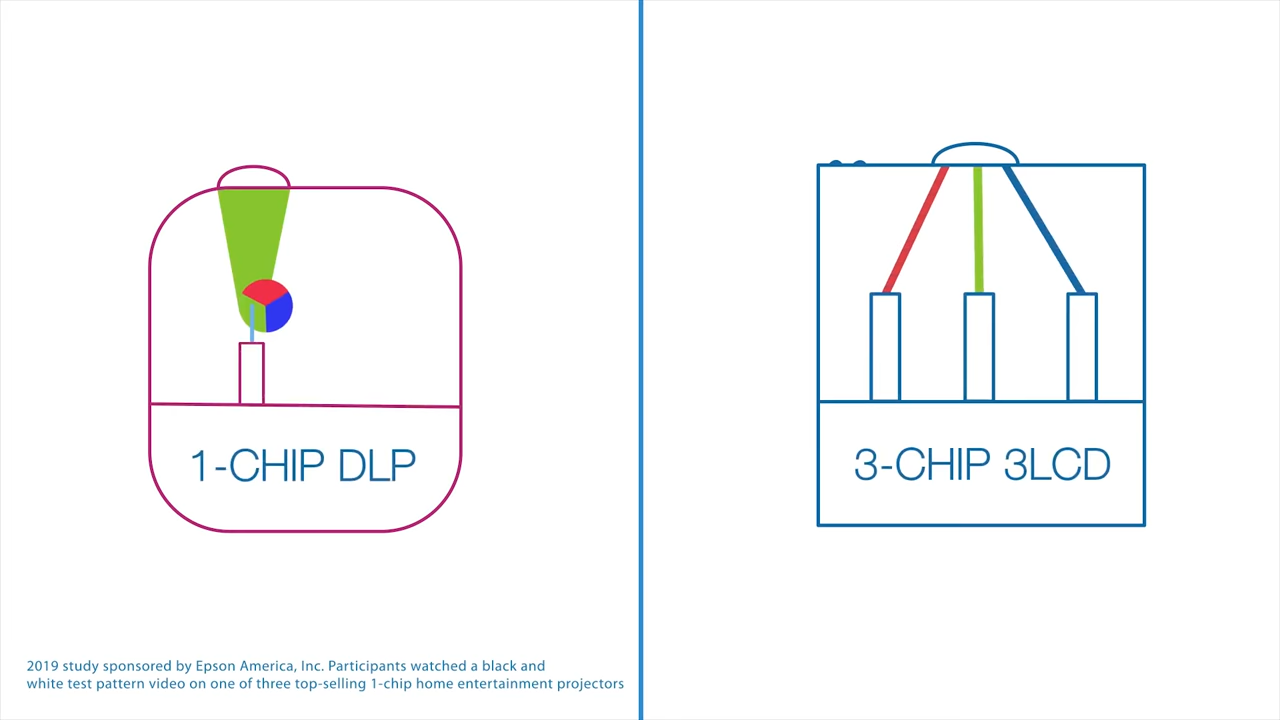 1-CHIP DLP
3-CHIP 3LCD
2019 study sponsored by Epson America, Inc. Participants watched a black and
white test pattern video on one of three top-selling 1-chip home entertainment projectors